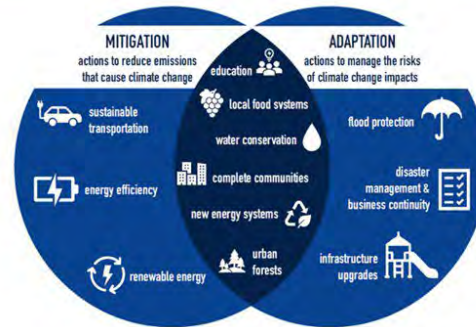 MITIGATION
actions to reduce emissions
that cause climate change
sustainable
transportation
energy efficiency
renewable energy
education
local food systems
water conservation
complete communities
new energy systems
urban
forests
ADAPTATION
actions to manage the risks
of climate change impacts
flood protection
disaster
management &
business continuity
infrastructure
upgrades